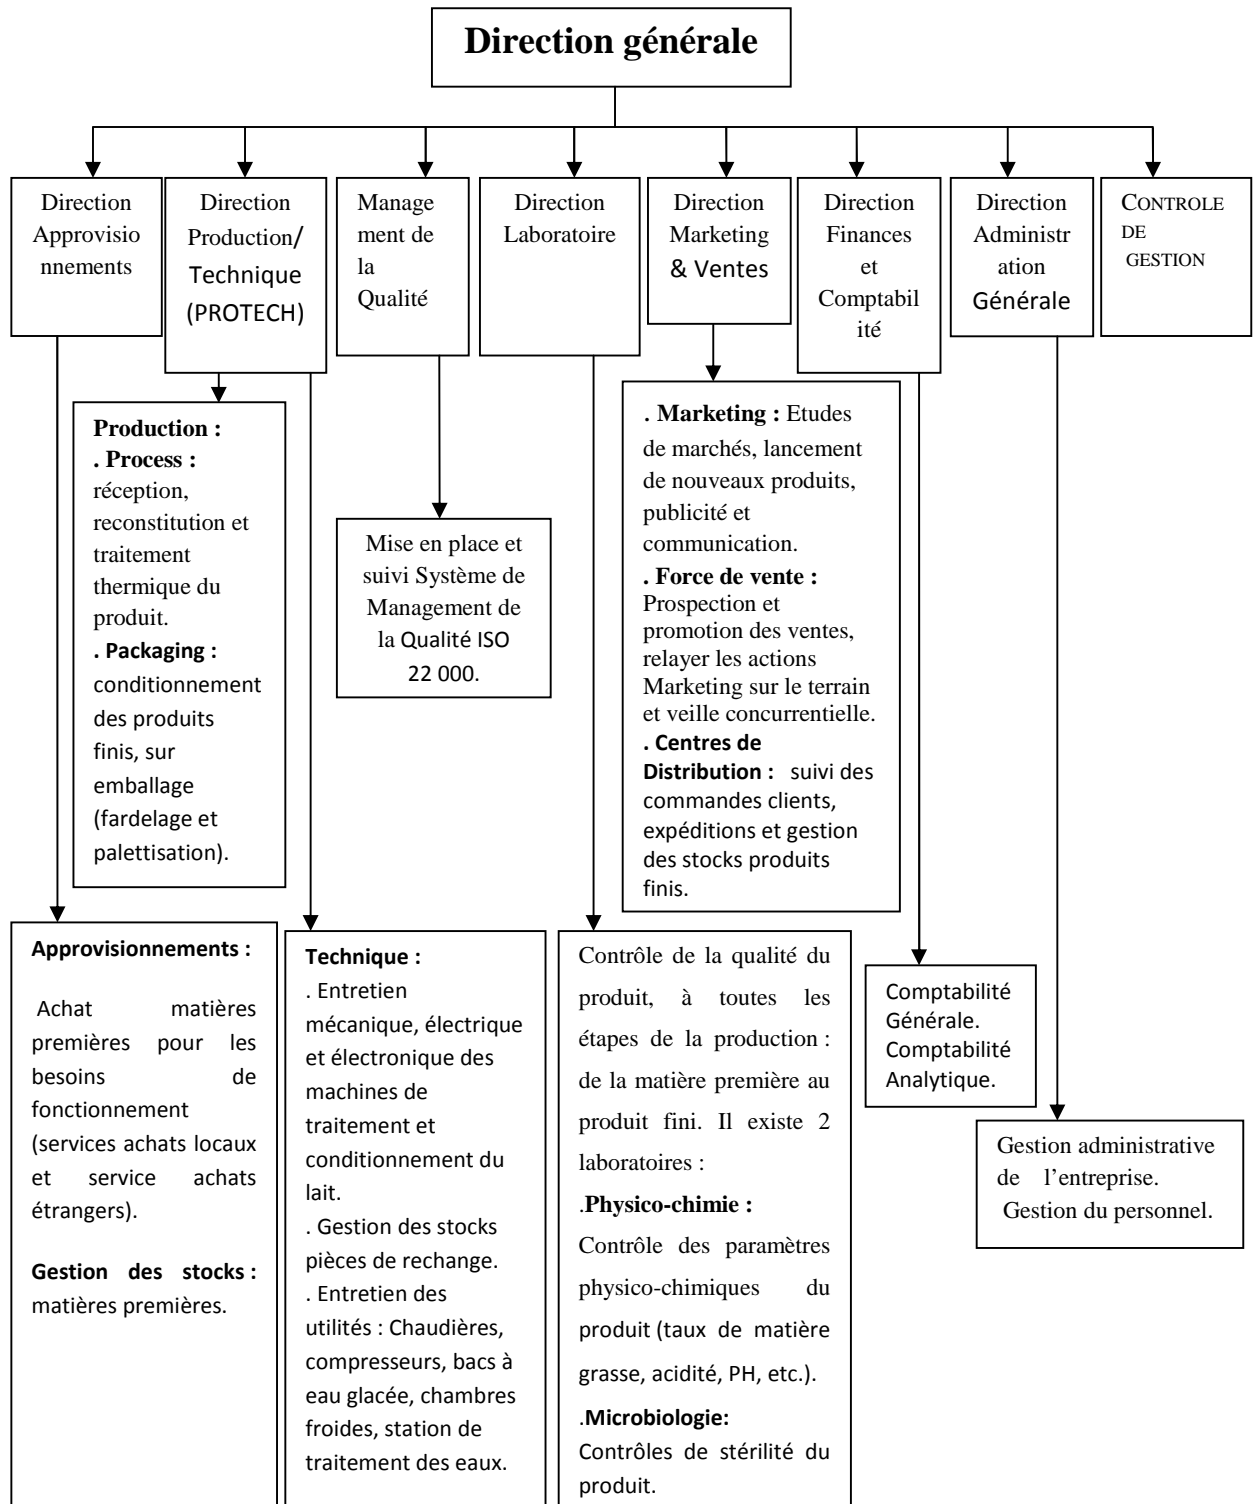 Direction générale
Direction
Approvisio
nnements
Direction
Production/
Technique
(PROTECH)
Manage
ment de
la
Qualité
Direction
Laboratoire
Direction
Marketing
& Ventes
Direction
Finances
et
Comptabil
ité
Direction
Administr
ation
Générale
CONTROLE
DE
GESTION
Production :
. Process :
réception,
reconstitution et
traitement
thermique du
produit.
. Packaging :
conditionnement
des produits
finis, sur
emballage
(fardelage et
palettisation).
Mise en place et
suivi Système de
Management de
la Qualité ISO
22 000.
. Marketing : Etudes
de marchés, lancement
de nouveaux produits,
publicité et
communication.
. Force de vente :
Prospection et
promotion des ventes,
relayer les actions
Marketing sur le terrain
et veille concurrentielle.
. Centres de
Distribution : suivi des
commandes clients,
expéditions et gestion
des stocks produits
finis.
Approvisionnements :
Achat matières
premières pour les
besoins de
fonctionnement
(services achats locaux
et service achats
étrangers).
Gestion des stocks :
matières premières.
Technique :
. Entretien
mécanique, électrique
et électronique des
machines de
traitement et
conditionnement du
lait.
. Gestion des stocks
pièces de rechange.
. Entretien des
utilités : Chaudières,
compresseurs, bacs à
eau glacée, chambres
froides, station de
traitement des eaux.
Contrôle de la qualité du
produit, à toutes les
étapes de la production :
de la matière première au
produit fini. Il existe 2
laboratoires :
.Physico-chimie :
Contrôle des paramètres
physico-chimiques du
produit (taux de matière
grasse, acidité, PH, etc.).
.Microbiologie:
Contrôles de stérilité du
produit.
Comptabilité
Générale.
Comptabilité
Analytique.
Gestion administrative
de l’entreprise.
Gestion du personnel.